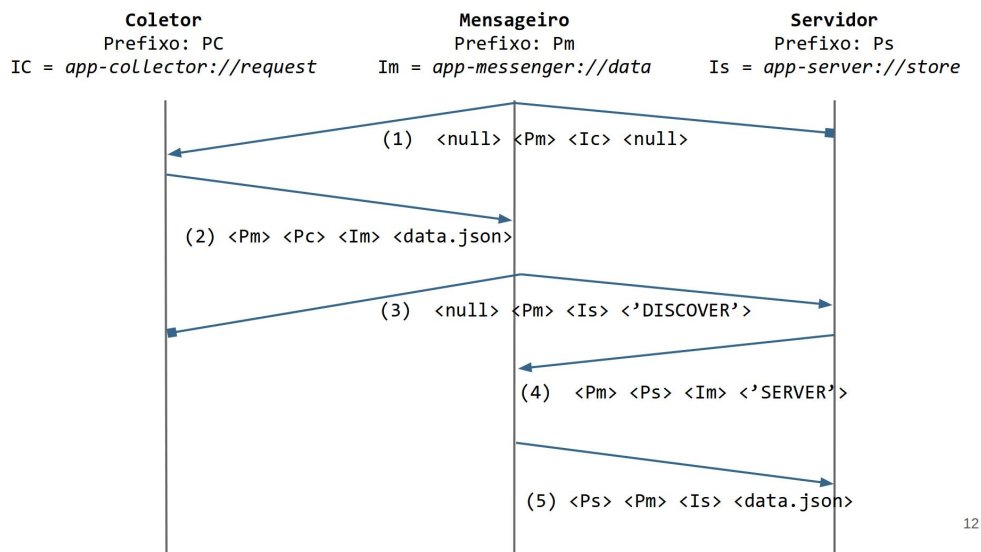 Coletor
Prefixo: PC
IC = app-collector://request
Mensageiro
Prefixo: Pm
Im = app-messenger://data
Servidor
Prefixo: Ps
Is = app-server://store
(1) <null> <Pm> <Ic> <null>
(2) <Pm> <Pc> <Im> <data.json>
(3) <null> <Pm> <Is> <’DISCOVER’>
(4) <Pm> <Ps> <Im> <’SERVER’>
(5) <Ps> <Pm> <Is> <data.json>
12